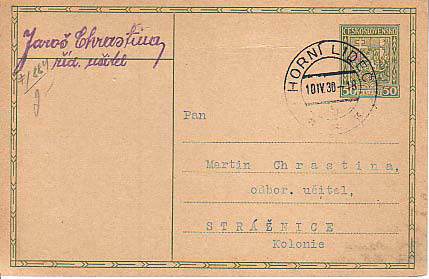 Jaroš Chrastina
říd. učitel
ČESKOSLOVENSKO
50 50
HORNÍ LIDEČ
10 IV. 30 -18
Pan
Martin Chrastina,
odbor. učitel,
STRÁŽNICE
Kolonie